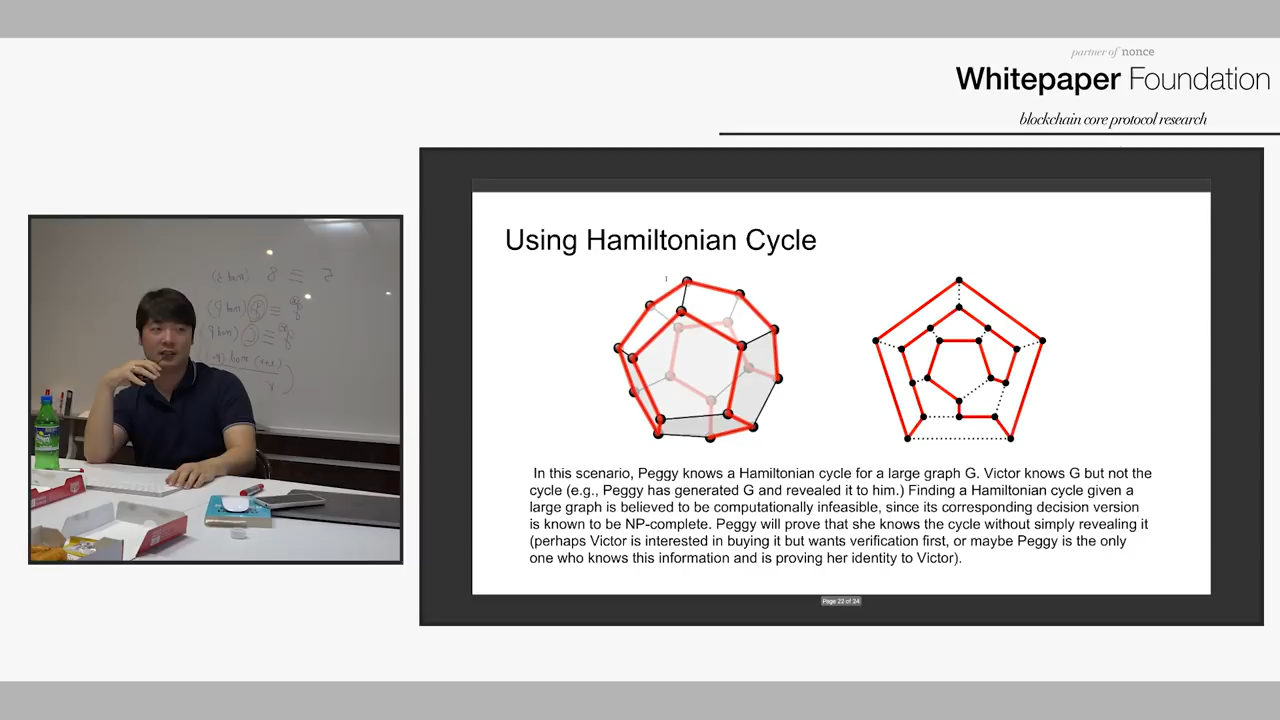 partner of nonce
Whitepaper Foundation
blockchain core protocol research
Using Hamiltonian Cycle
In this scenario, Peggy knows a Hamiltonian cycle for a large graph G. Victor knows G but not the
cycle (e.g., Peggy has generated G and revealed it to him.) Finding a Hamiltonian cycle given a
large graph is believed to be computationally infeasible, since its corresponding decision version
is known to be NP-complete. Peggy will prove that she knows the cycle without simply revealing it
(perhaps Victor is interested in buying it but wants verification first, or maybe Peggy is the only
one who knows this information and is proving her identity to Victor).
Page 22 of 24